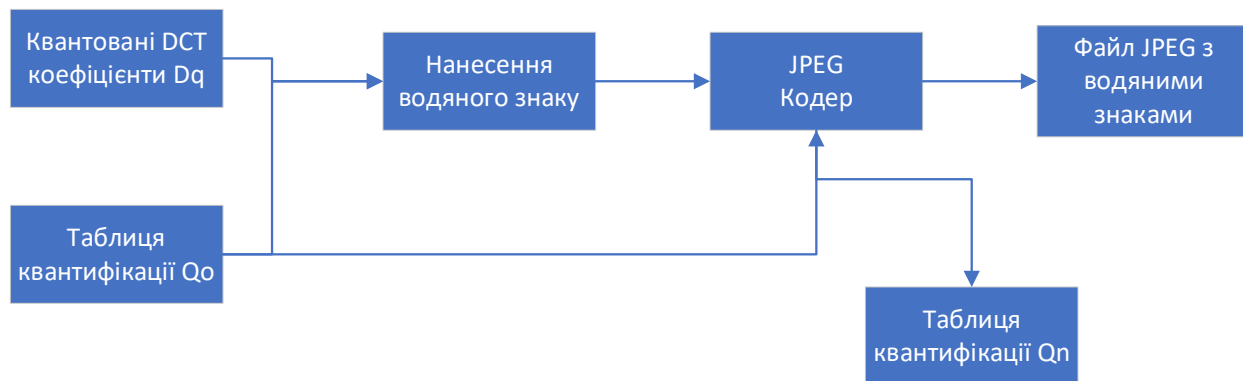 Квантовані DCT
коефіцієнти Dq
Нанесення
водяного знаку
JPEG
Кодер
Файл JPEG з
водяними
знаками
Таблиця
квантифікації Qo
Таблиця
квантифікації Qn